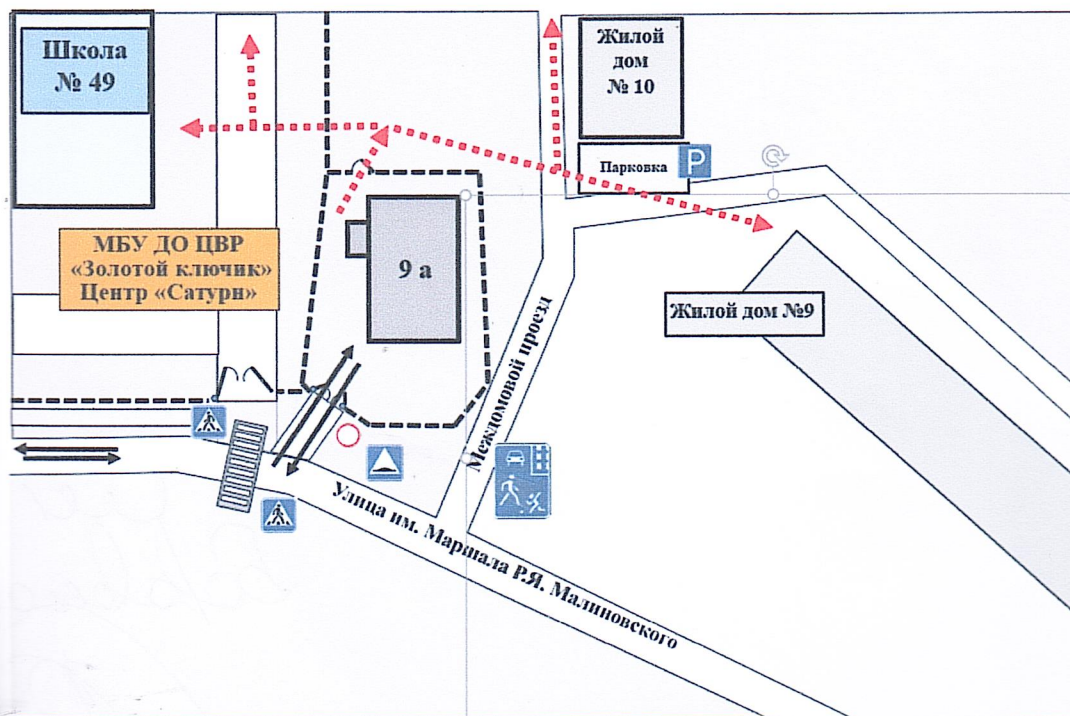 Школа
№ 49
Жилой
дом
№ 10
Парковка
P
МБУ ДО ЦВР
«Золотой ключик»
Центр «Сатурн»
9 а
Жилой дом №9
Междомовой проезд
Улица им. Маршала Р.Я. Малиновского